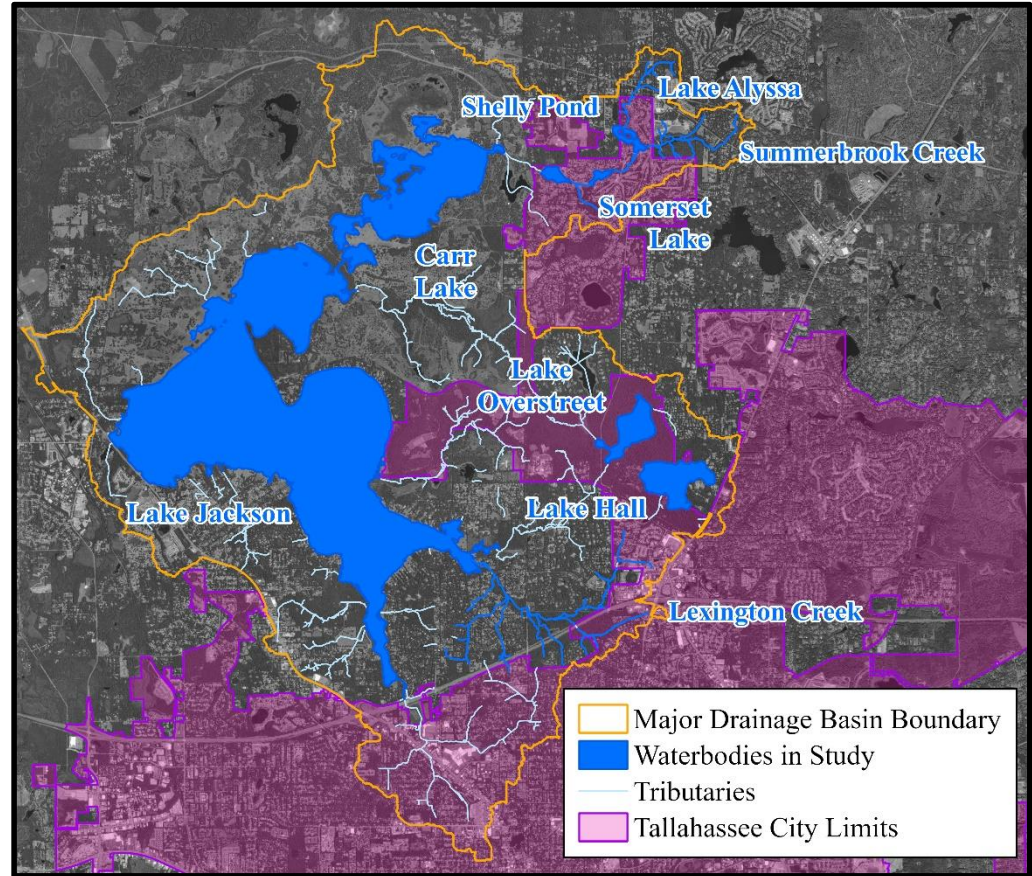 Lake Alyssa
Shelly Pond
Summerbrook Creek
Somerset
Lake
Carr
Lake
Lake
Overstreet
Lake Jackson
Lake Hall
Lexington Creek
Major Drainage Basin Boundary
Waterbodies in Study
Tributaries
Tallahassee City Limits